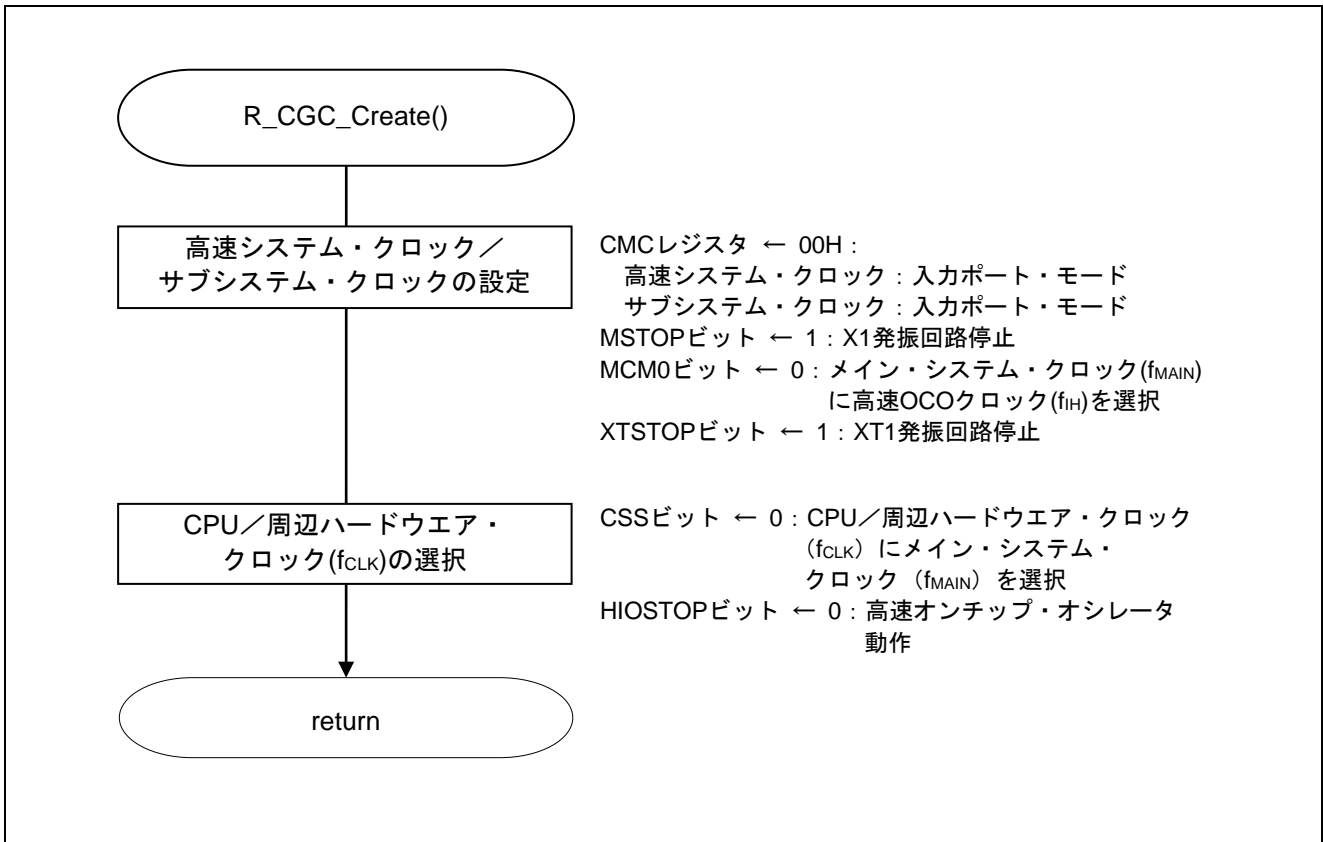 R_CGC_Create()
高速システム・クロック／
サブシステム・クロックの設定
CMCレジスタ ← 00H：
高速システム・クロック：入力ポート・モード
サブシステム・クロック：入力ポート・モード
MSTOPビット ← 1：X1発振回路停止
MCM0ビット ← 0：メイン・システム・クロック(fMAIN)
に高速OCOクロック(fIH)を選択
XTSTOPビット ← 1：XT1発振回路停止
CPU／周辺ハードウエア・
クロック(fCLK)の選択
CSSビット ← 0：CPU／周辺ハードウエア・クロック
（fCLK）にメイン・システム・
クロック（fMAIN）を選択
HIOSTOPビット ← 0：高速オンチップ・オシレータ
動作
return